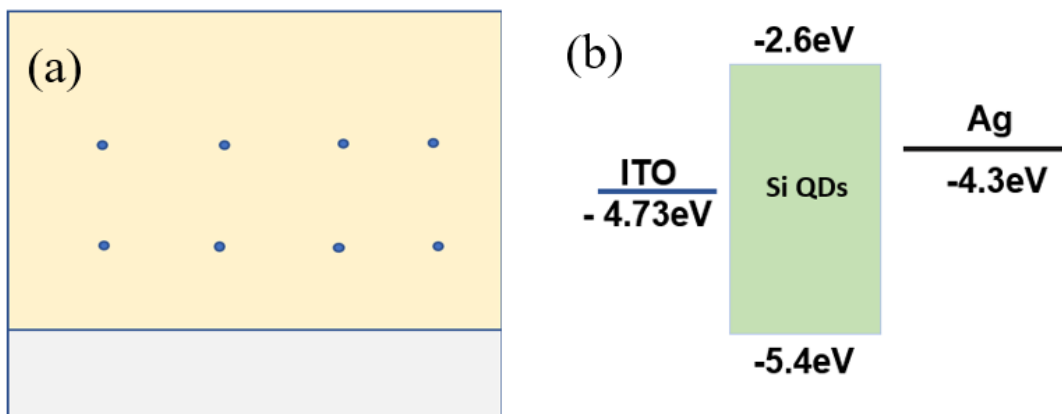 (a)
(b)
-2.6eV
ITO
- 4.73eV
Si QDs
Ag
-4.3eV
-5.4eV